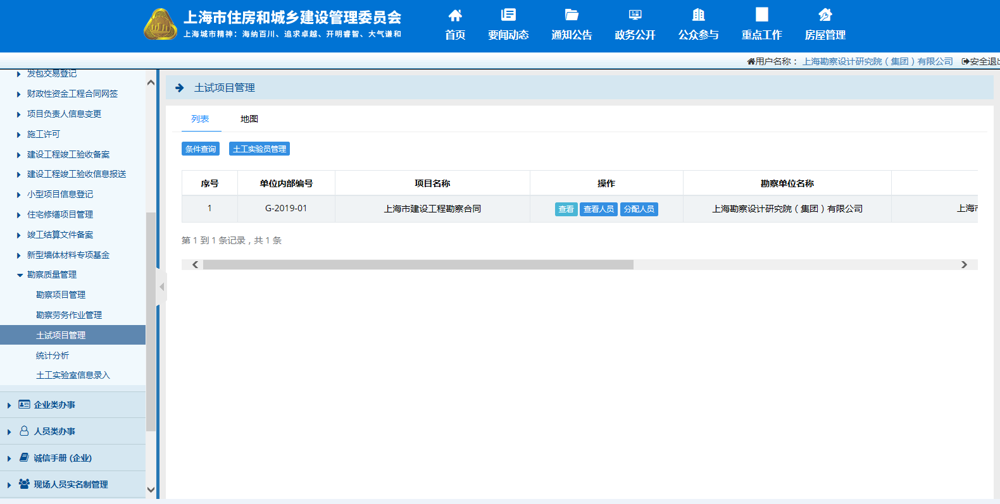 上海市住房和城乡建设管理委员会
上海城市精神：海纳百川、追求卓越、开明睿智、大气谦和
首页 要闻动态 通知公告 政务公开 公众参与 重点工作 房屋管理
用户名称： 上海勘察设计研究院（集团）有限公司 安全退出
发包交易登记
财政性资金工程合同网签
项目负责人信息变更
施工许可
建设工程竣工验收备案
建设工程竣工验收信息报送
小型项目信息登记
住宅修缮项目管理
竣工结算文件备案
新型墙体材料专项基金
勘察质量管理
勘察项目管理
勘察劳务作业管理
土试项目管理
统计分析
土工实验室信息录入
企业类办事
人员类办事
诚信手册 (企业)
现场人员实名制管理
土试项目管理
列表 地图
条件查询 土工实验员管理
序号 单位内部编号 项目名称 操作 勘察单位名称
1 G-2019-01 上海市建设工程勘察合同 查看 查看人员 分配人员 上海勘察设计研究院（集团）有限公司 上海市
第 1 到 1 条记录，共 1 条